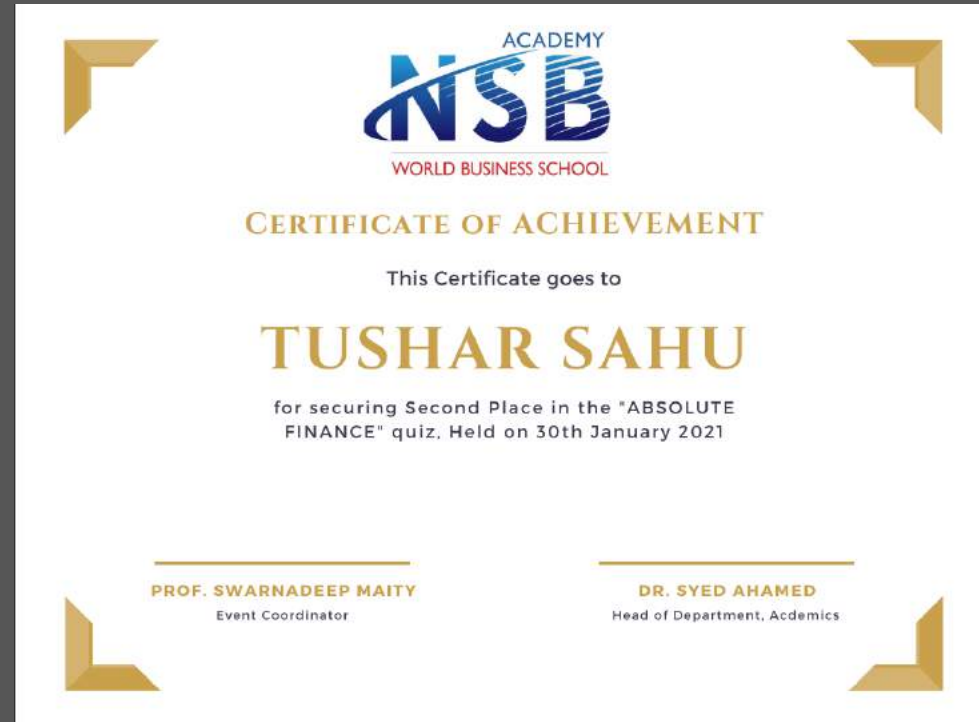 ACADEMY
NSB
WORLD BUSINESS SCHOOL
CERTIFICATE OF ACHIEVEMENT
This Certificate goes to
TUSHAR SAHU
for securing Second Place in the "ABSOLUTE
FINANCE" quiz, Held on 30th January 2021
PROF. SWARNADEEP MAITY
Event Coordinator
DR. SYED AHAMED
Head of Department, Acdemics